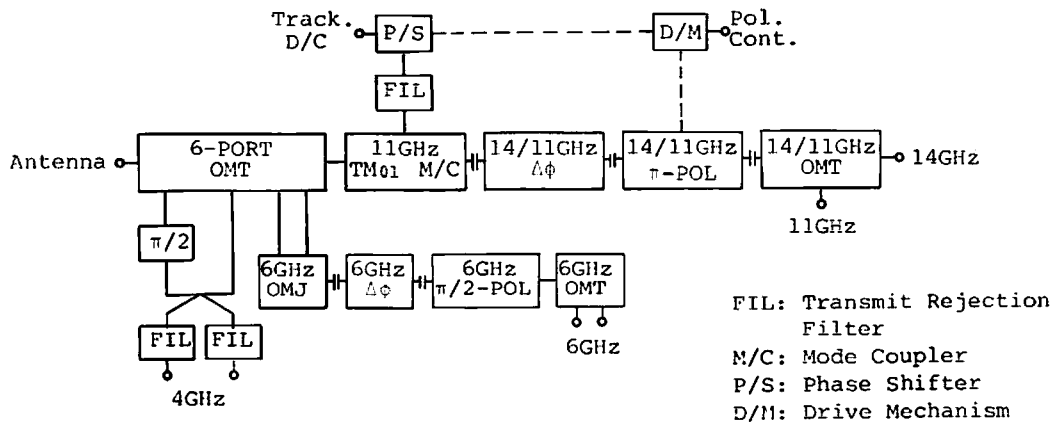 Track.
D/C
P/S
D/M
Pol.
Cont.
FIL
Antenna
6-PORT
OMT
11GHz
TM01 M/C
14/11GHz
Δφ
14/11GHz
π-POL
14/11GHz
OMT
14GHz
11GHz
π/2
6GHz
OMJ
6GHz
Δφ
6GHz
π/2-POL
6GHz
OMT
6GHz
FIL
FIL
4GHz
FIL: Transmit Rejection
Filter
M/C: Mode Coupler
P/S: Phase Shifter
D/M: Drive Mechanism